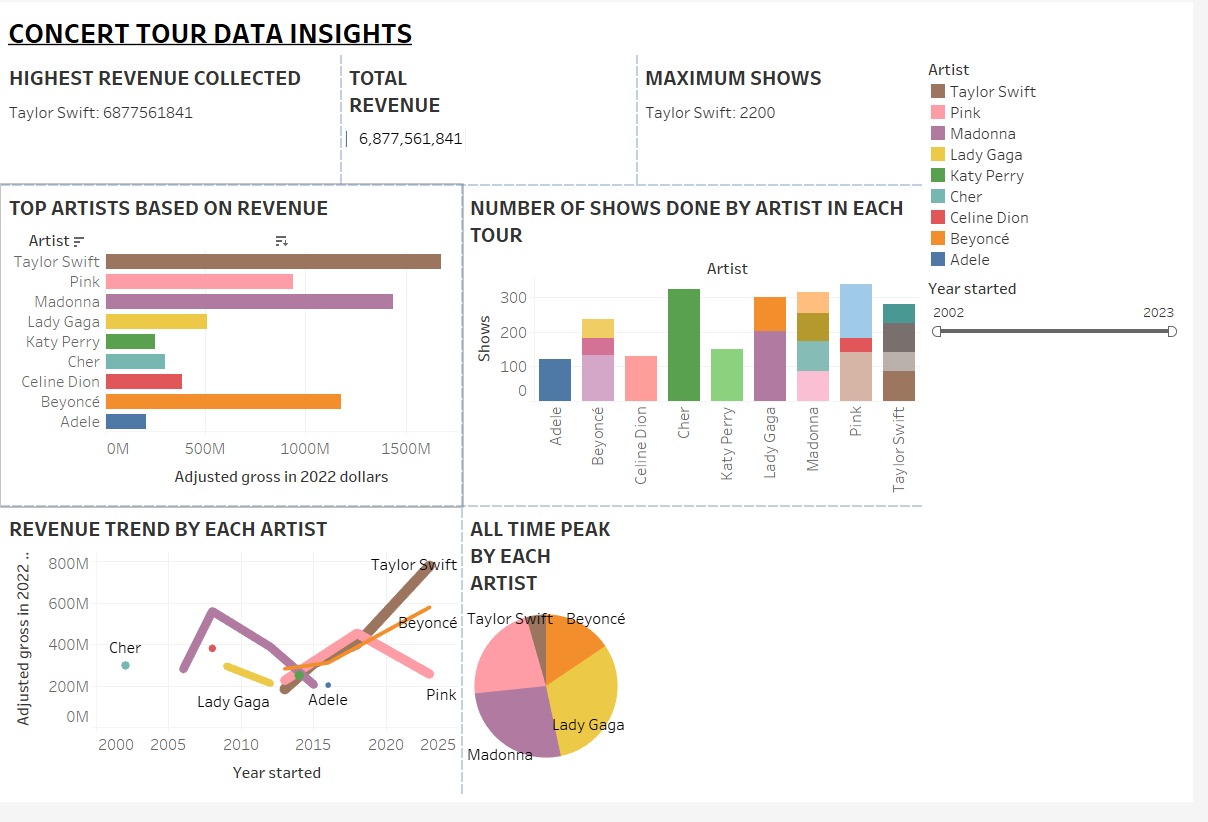 CONCERT TOUR DATA INSIGHTS
HIGHEST REVENUE COLLECTED
Taylor Swift: 6877561841
TOTAL
REVENUE
6,877,561,841
MAXIMUM SHOWS
Taylor Swift: 2200
Artist
Taylor Swift
Pink
Madonna
Lady Gaga
Katy Perry
Cher
Celine Dion
Beyoncé
Adele
Year started
2002 2023
TOP ARTISTS BASED ON REVENUE
Artist
Taylor Swift
Pink
Madonna
Lady Gaga
Katy Perry
Cher
Celine Dion
Beyoncé
Adele
0M 500M 1000M 1500M
Adjusted gross in 2022 dollars
NUMBER OF SHOWS DONE BY ARTIST IN EACH
TOUR
Artist
Shows
300
200
100
0
Adele
Beyoncé
Celine Dion
Cher
Katy Perry
Lady Gaga
Madonna
Pink
Taylor Swift
REVENUE TREND BY EACH ARTIST
Adjusted gross in 2022 ..
800M
600M
400M
200M
0M
Taylor Swift
Beyoncé
Cher
Lady Gaga
Adele
Pink
2000 2005 2010 2015 2020 2025
Year started
ALL TIME PEAK
BY EACH
ARTIST
Taylor Swift
Beyoncé
Lady Gaga
Madonna